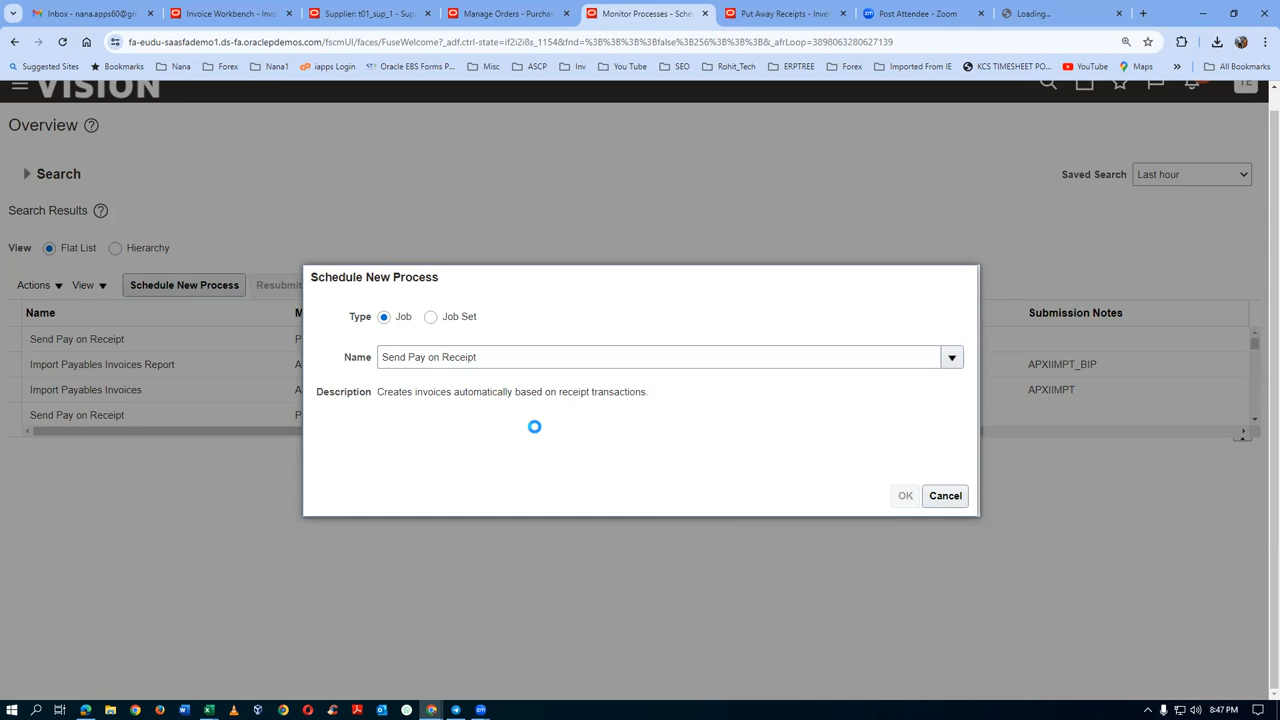 Inbox - nana.apps60@gm
Invoice Workbench - Invoi
Supplier: t01_sup_1 - Sup
Manage Orders - Purchas
Monitor Processes - Sche
Put Away Receipts - Inver
Post Attendee - Zoom
Loading...
fa-eudu-saasfademo1.ds-fa.oraclepdemos.com/fscmUI/faces/FuseWelcome?_adf.ctrl-state=if2i2i8s_1154&fnd=%3B%3B%3B%3Bfalse%3B256%3B%3B%3B&_afrLoop=3898063280627139
Suggested Sites
Bookmarks
Forex
Nana1
iapps Login
Oracle EBS Forms P...
Misc
ASCP
Inv
You Tube
SEO
Rohit_Tech
ERPTREE
Forex
Imported From IE
KCS TIMESHEET PO...
YouTube
Maps
»
All Bookmarks
VISION
Overview
Search
Saved Search
Last hour
Search Results
View
Flat List
Hierarchy
Actions
View
Schedule New Process
Resubmit
Name
Submission Notes
Send Pay on Receipt
Import Payables Invoices Report
APXIIMPT_BIP
Import Payables Invoices
APXIIMPT
Send Pay on Receipt
Schedule New Process
Type
Job
Job Set
Name
Send Pay on Receipt
Description
Creates invoices automatically based on receipt transactions.
OK
Cancel
8:47 PM